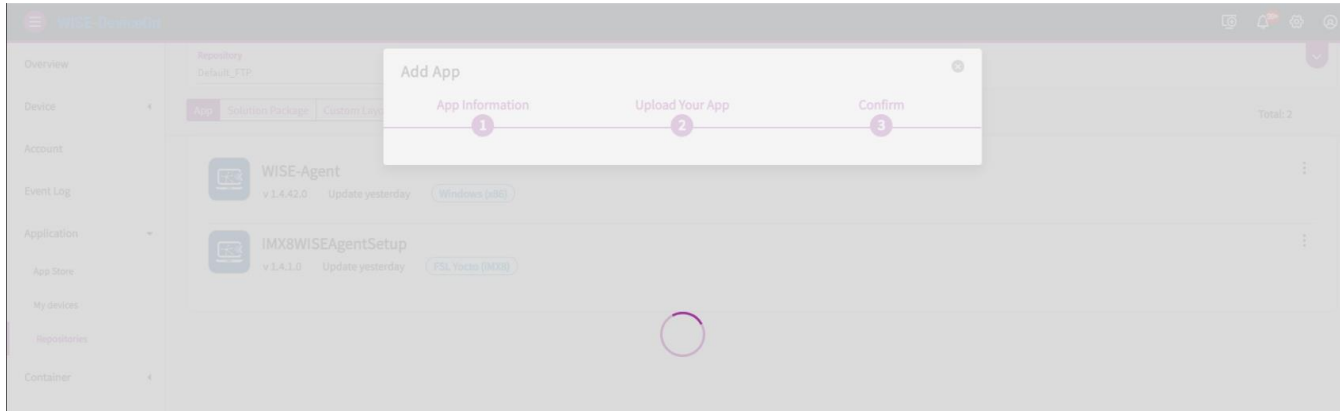 WISE-DeviceOn
Overview
Device
Account
Event Log
Application
App Store
My devices
Repositories
Container
Repository
Default_FTP
App Solution Package Custom
Total: 2
Add App
App Information Upload Your App Confirm
1 2 3
WISE-Agent
v 1.4.42.0 Update yesterday Windows (x86)
IMX8WISEAgentSetup
v 1.4.1.0 Update yesterday FSL Yocto (IMX8)